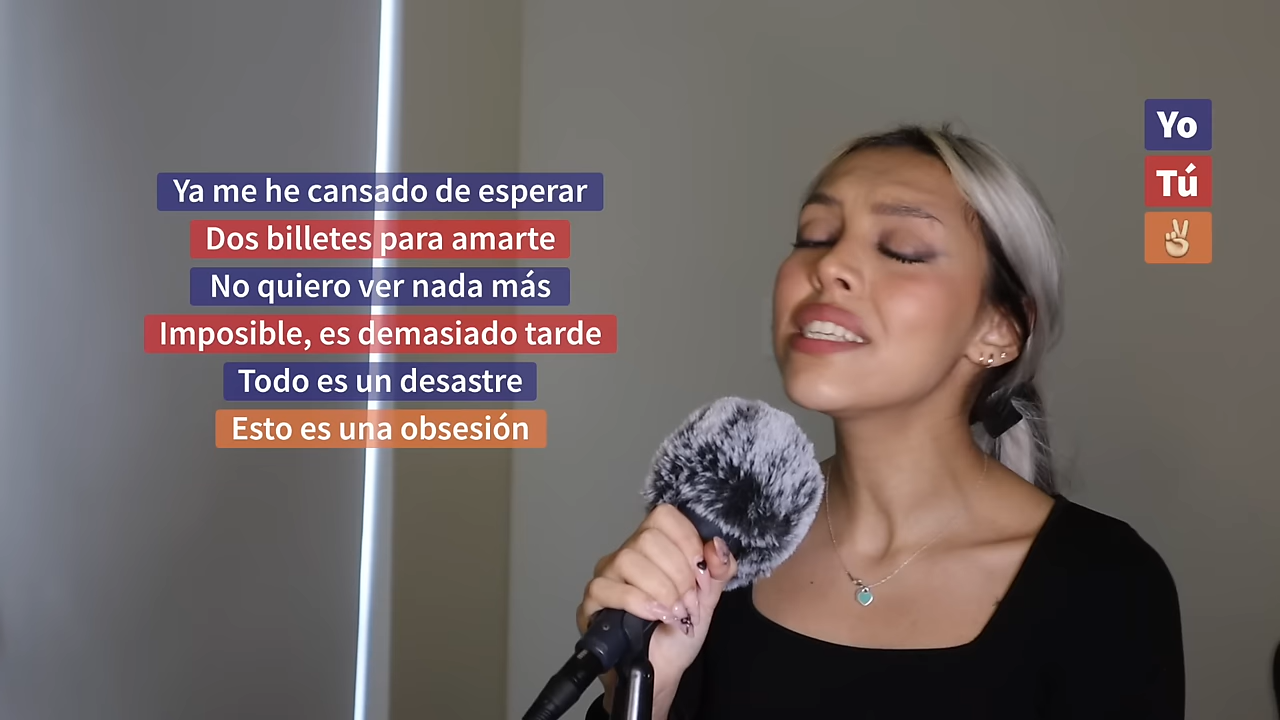 Ya me he cansado de esperar
Dos billetes para amarte
No quiero ver nada más
Imposible, es demasiado tarde
Todo es un desastre
Esto es una obsesión
Yo
Tú